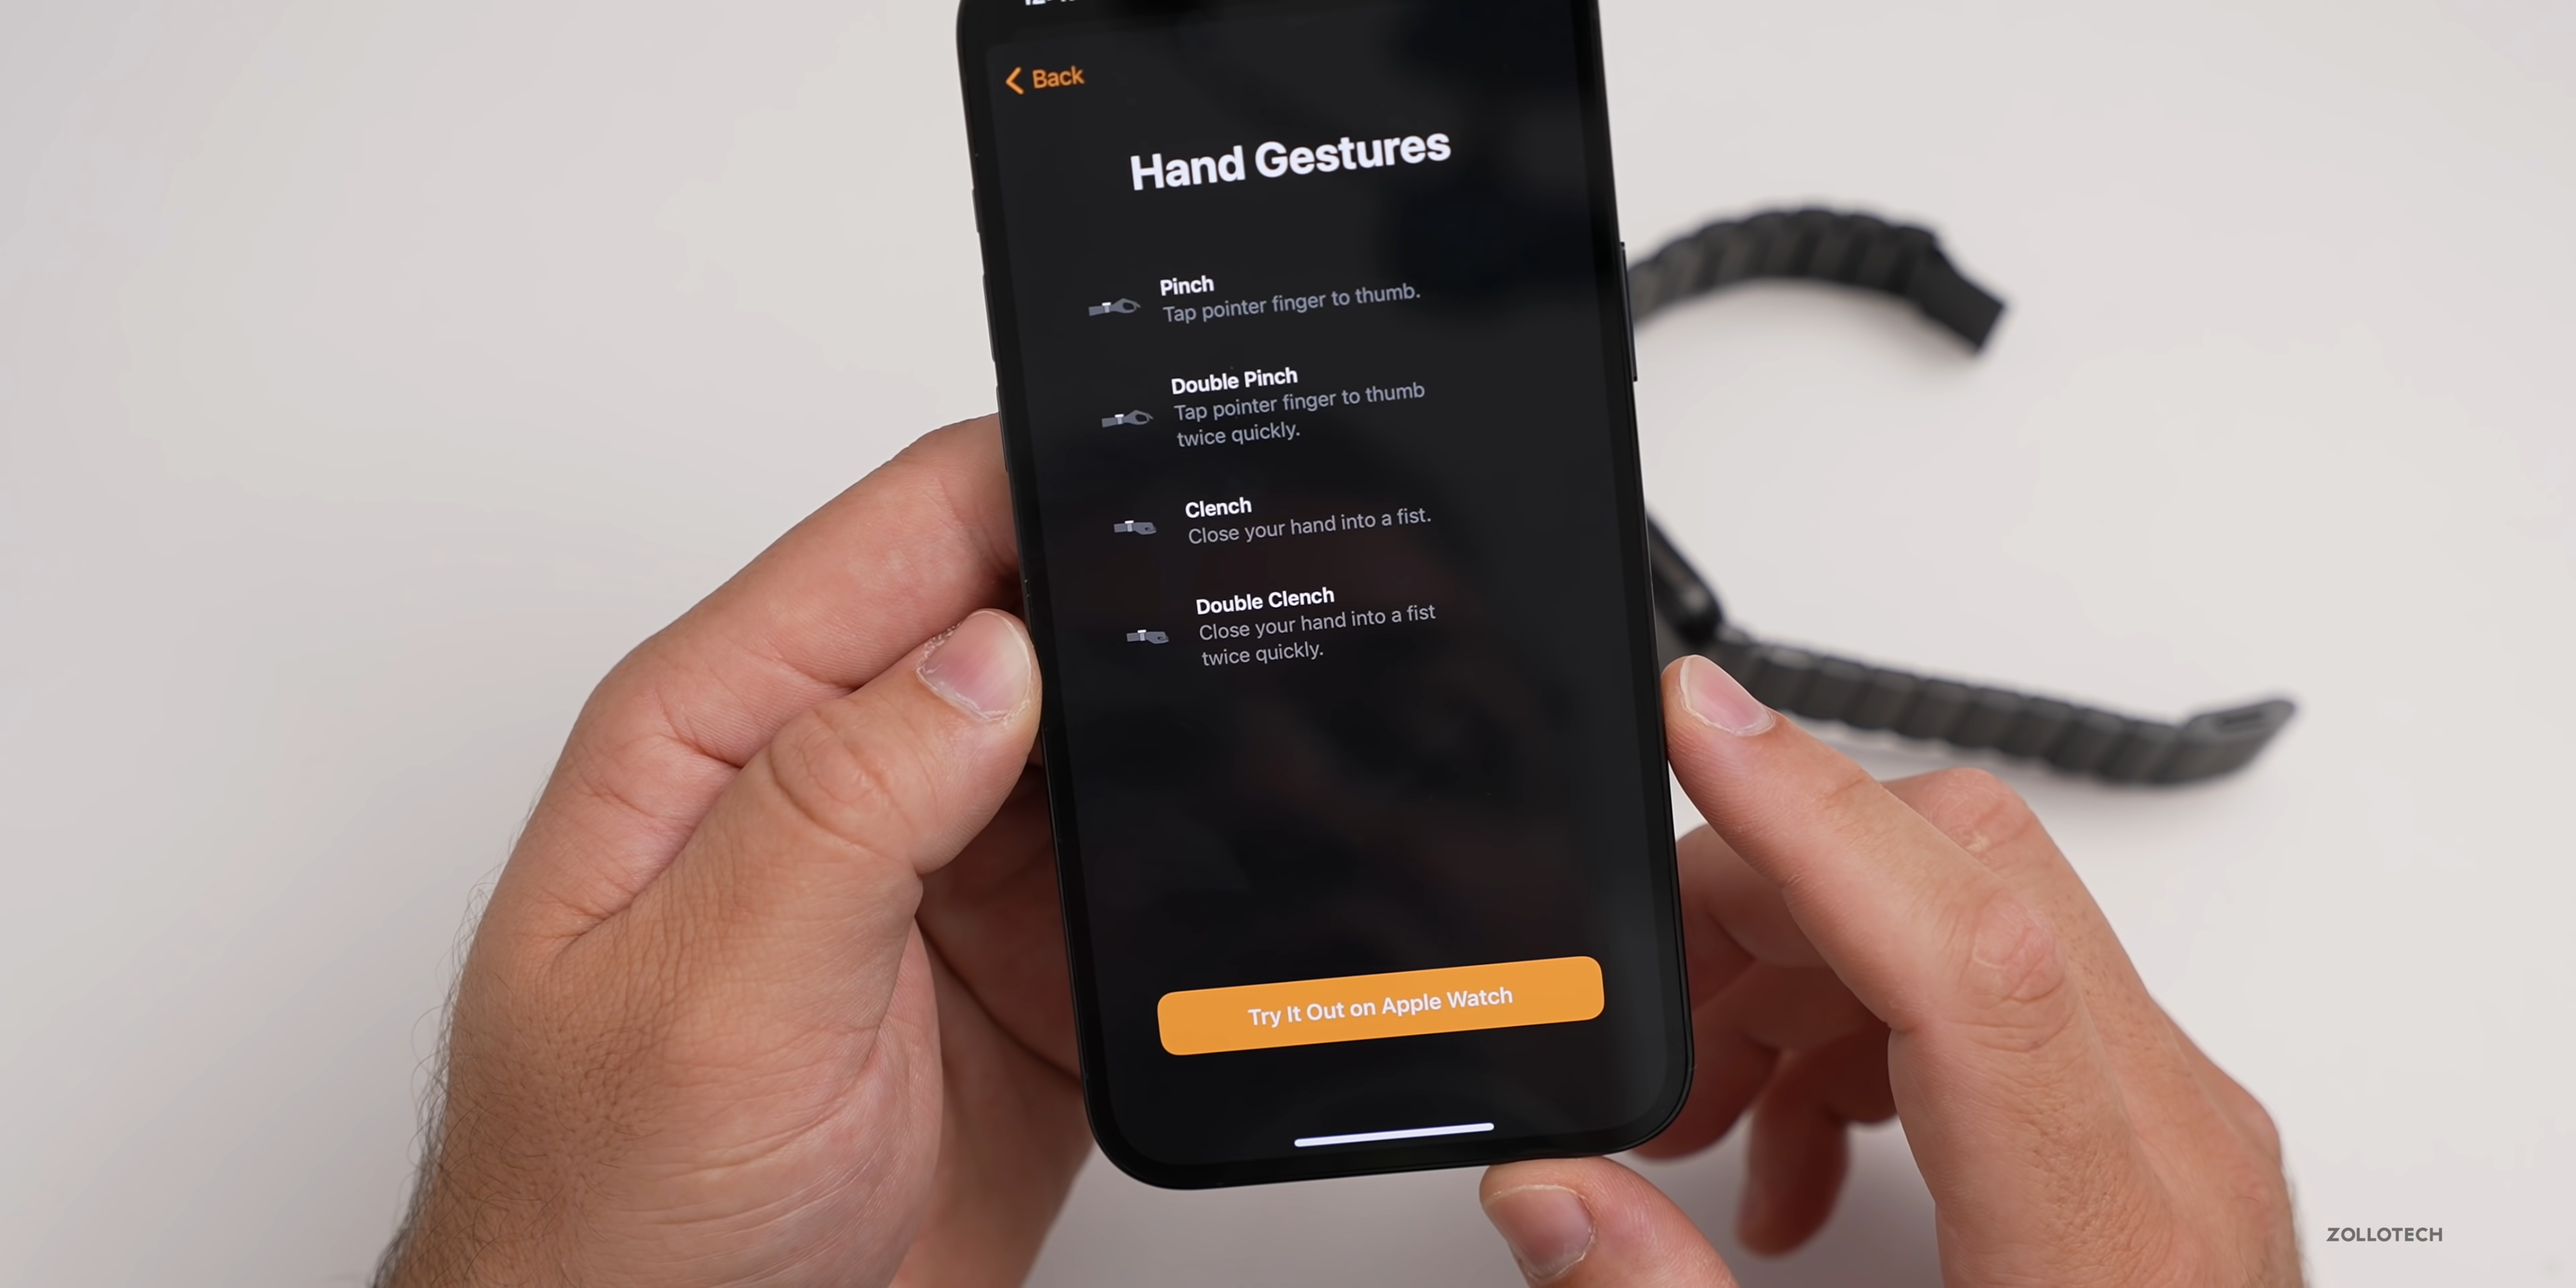 Back
Hand Gestures
Pinch
Tap pointer finger to thumb.
Double Pinch
Tap pointer finger to thumb
twice quickly.
Clench
Close your hand into a fist.
Double Clench
Close your hand into a fist
twice quickly.
Try It Out on Apple Watch
ZOLLOTECH